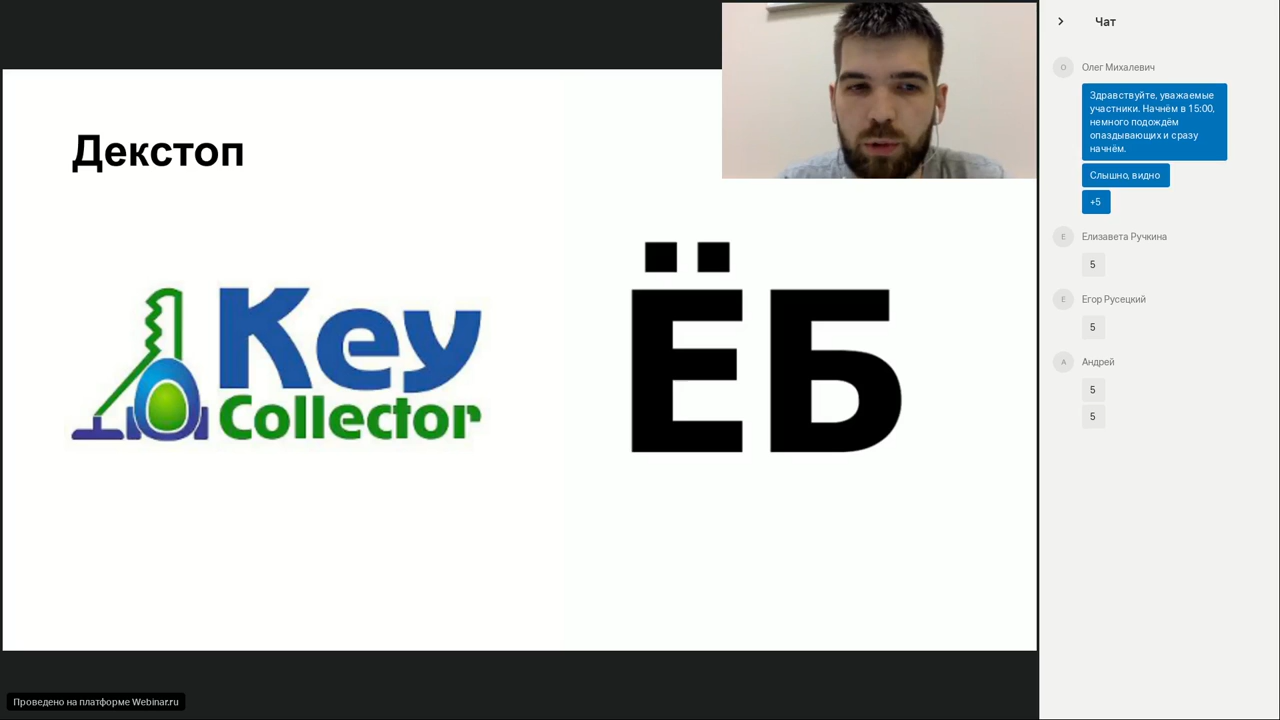 Декстоп
Key
Collector
ЁБ
Проведено на платформе Webinar.ru
Чат
О
Олег Михалевич
Здравствуйте, уважаемые
участники. Начнём в 15:00,
немного подождём
опаздывающих и сразу
начнём.
Слышно, видно
+5
Е
Елизавета Ручкина
5
Е
Егор Русецкий
5
А
Андрей
5
5